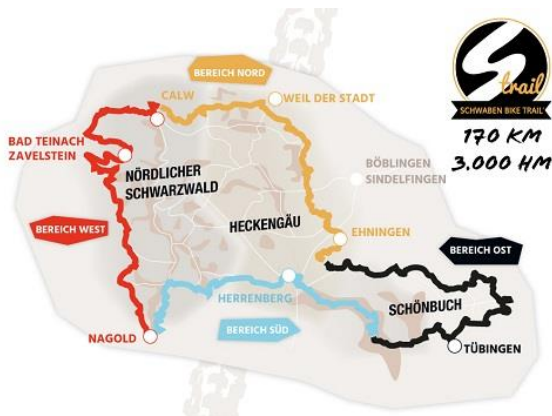 BEREICH NORD
S
trail
SCHWABEN BIKE TRAIL
170 KM
3.000 HM
CALW
WEIL DER STADT
BAD TEINACH
ZAVELSTEIN
NÖRDLICHER
SCHWARZWALD
BÖBLINGEN
SINDELFINGEN
HECKENGÄU
BEREICH WEST
EHNINGEN
BEREICH OST
HERRENBERG
SCHÖNBUCH
BEREICH SÜD
NAGOLD
TÜBINGEN